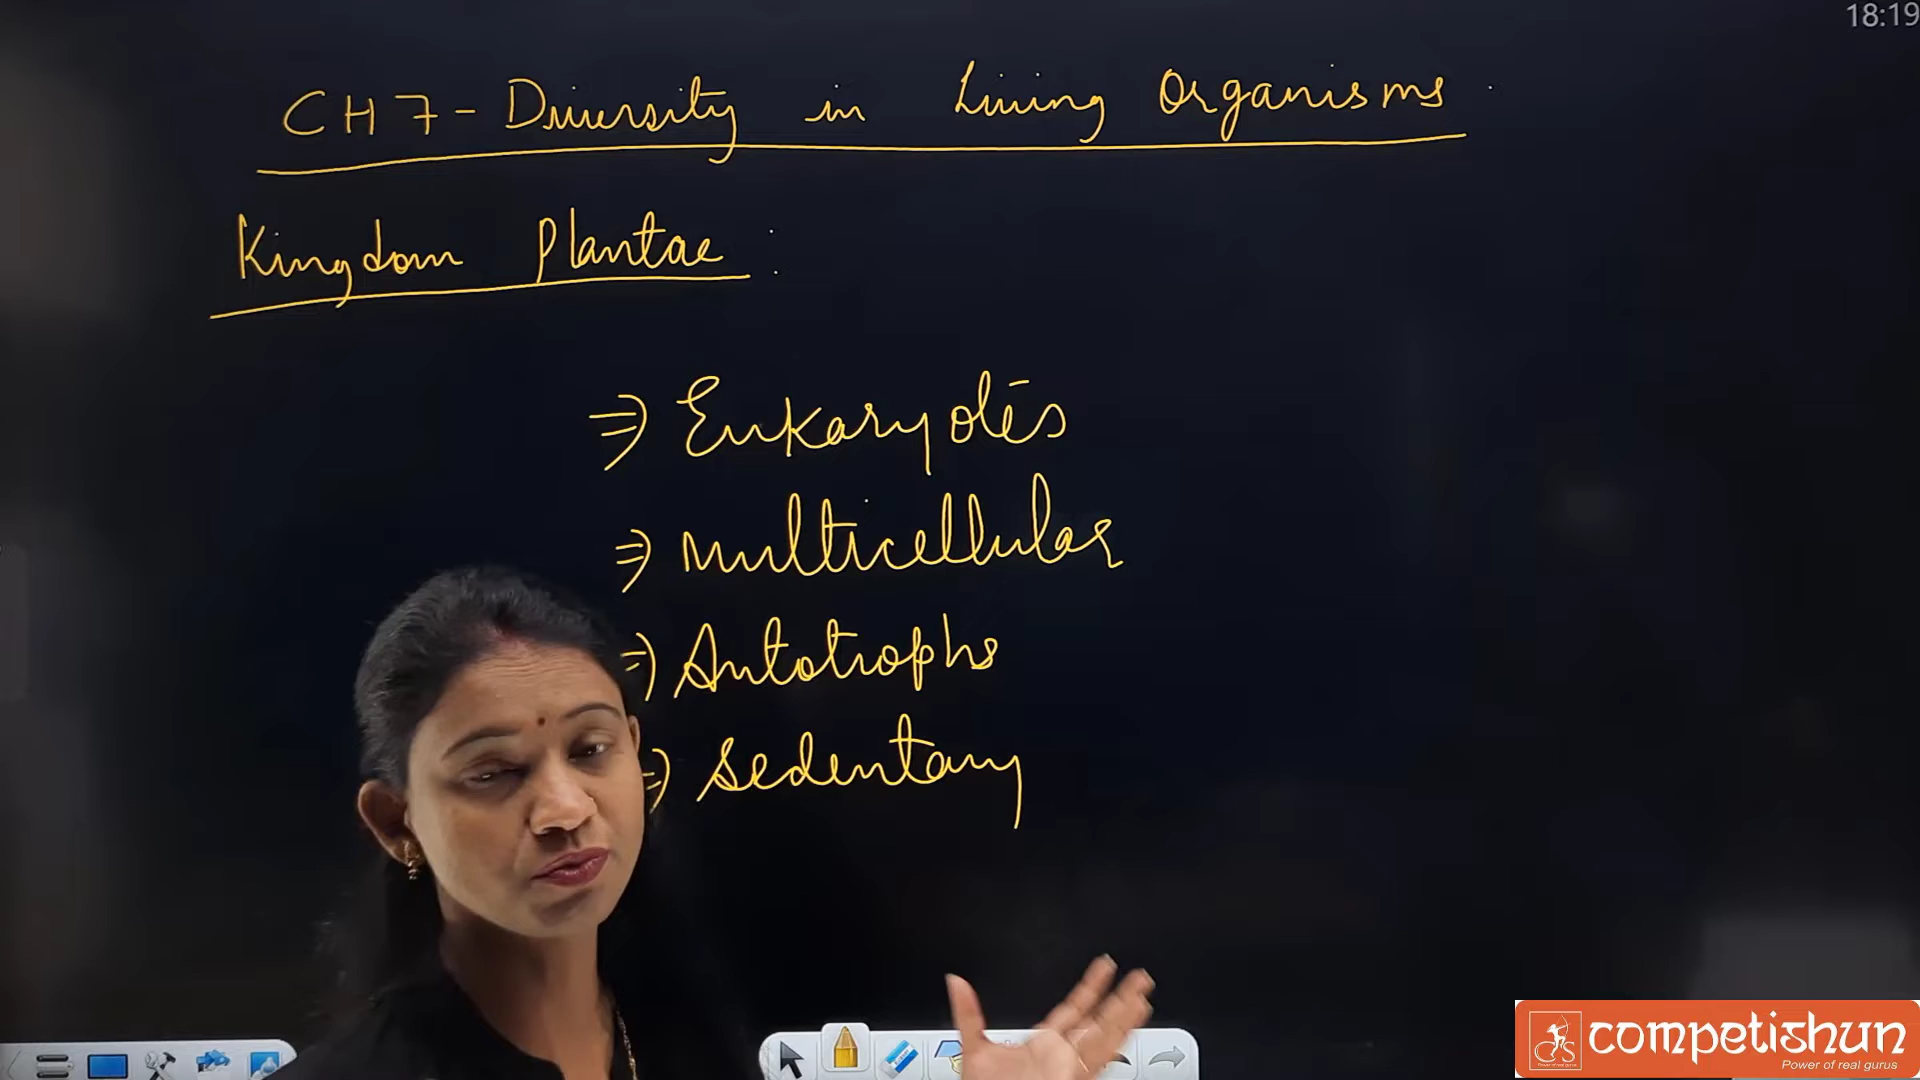 18:19
CH 7 - Diversity in Living Organisms
Kingdom Plantae :
⇒ Eukaryotes
⇒ Multicellular
⇒ Autotrophs
⇒ Sedentary
competishun
Power of real gurus